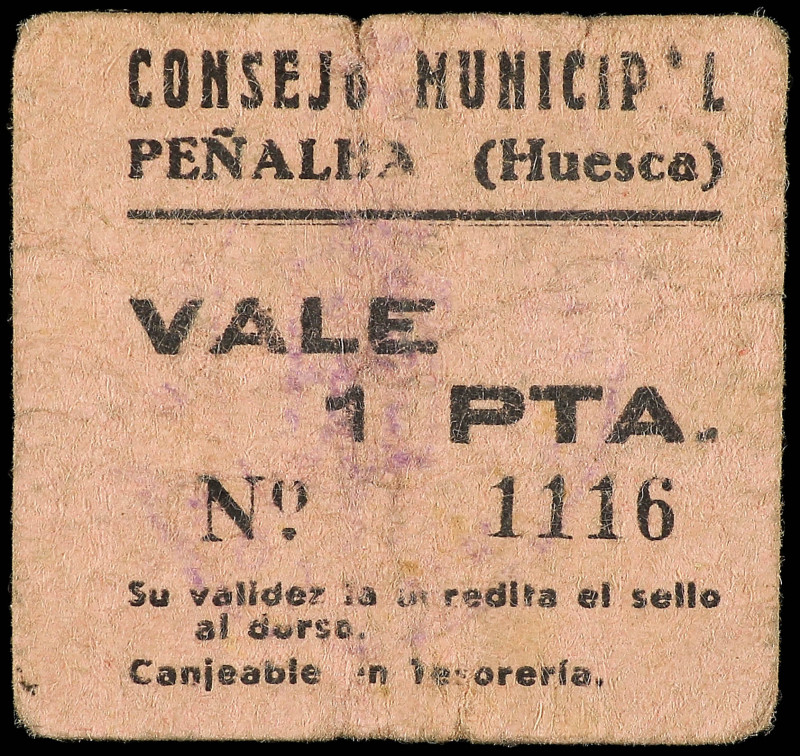 CONSEJO MUNICIPAL
PEÑALBA (Huesca)
VALE
1 PTA.
Nº 1116
Su validez la acredita el sello
al dorso.
Canjeable en Tesorería.